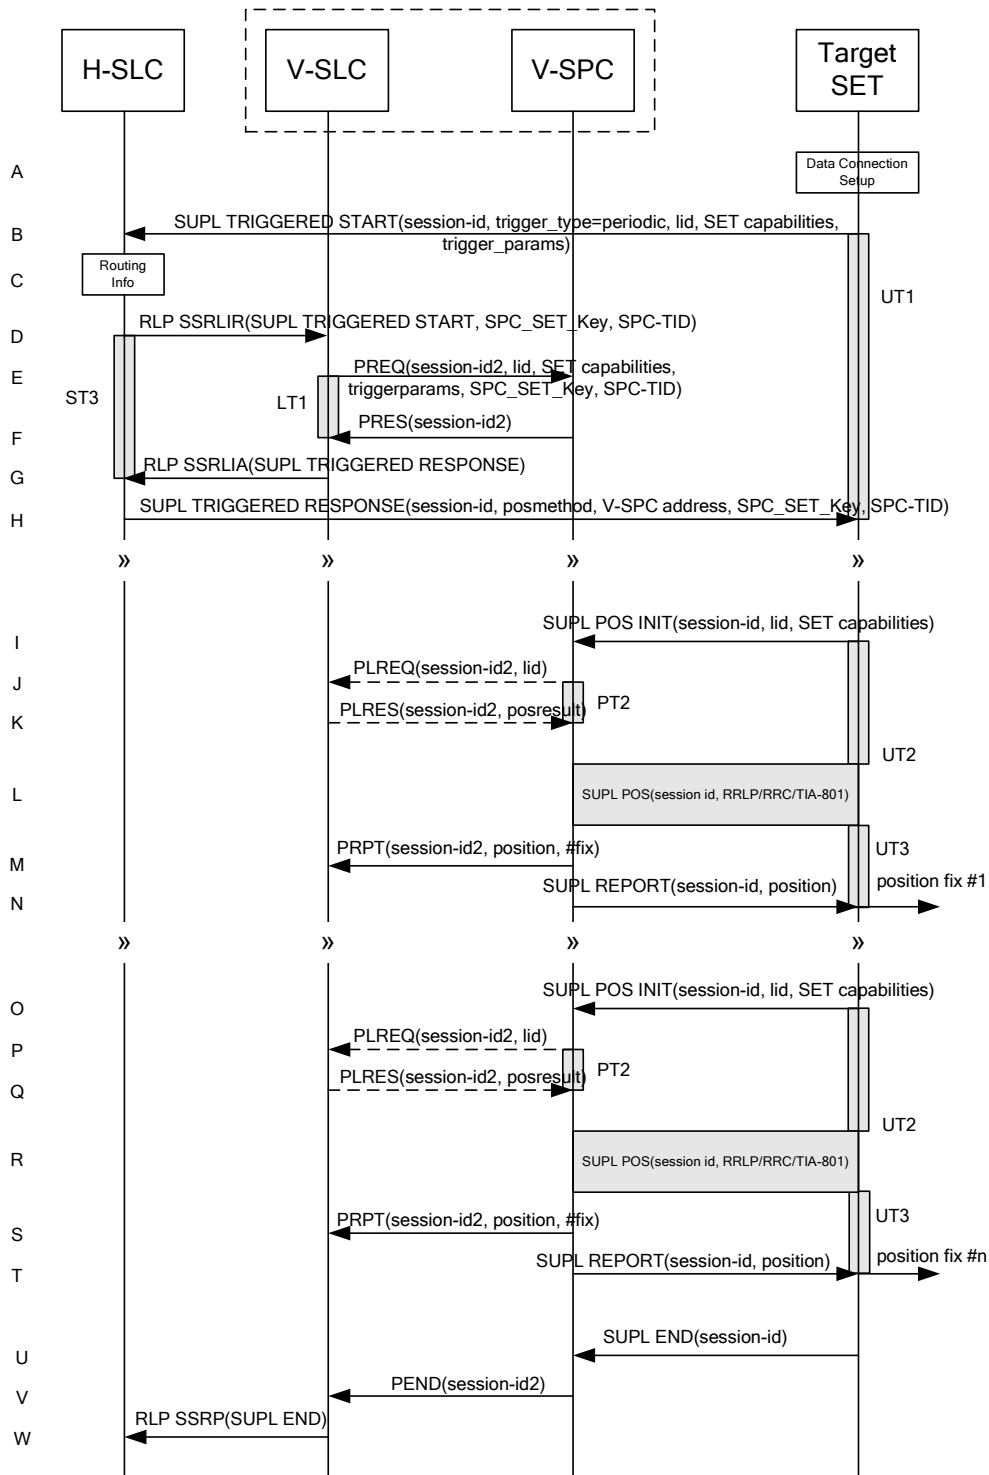 H-SLC
V-SLC
V-SPC
Target
SET
A
Data Connection
Setup
B
SUPL TRIGGERED START(session-id, trigger_type=periodic, lid, SET capabilities,
trigger_params)
C
Routing
Info
UT1
D
RLP SSRLIR(SUPL TRIGGERED START, SPC_SET_Key, SPC-TID)
E
PREQ(session-id2, lid, SET capabilities,
triggerparams, SPC_SET_Key, SPC-TID)
ST3
LT1
F
PRES(session-id2)
G
RLP SSRLIA(SUPL TRIGGERED RESPONSE)
H
SUPL TRIGGERED RESPONSE(session-id, posmethod, V-SPC address, SPC_SET_Key, SPC-TID)
» » » »
I
SUPL POS INIT(session-id, lid, SET capabilities)
J
PLREQ(session-id2, lid)
PT2
K
PLRES(session-id2, posresult)
UT2
L
SUPL POS(session id, RRLP/RRC/TIA-801)
M
PRPT(session-id2, position, #fix)
UT3
N
SUPL REPORT(session-id, position)
position fix #1
» » » »
O
SUPL POS INIT(session-id, lid, SET capabilities)
P
PLREQ(session-id2, lid)
PT2
Q
PLRES(session-id2, posresult)
UT2
R
SUPL POS(session id, RRLP/RRC/TIA-801)
S
PRPT(session-id2, position, #fix)
UT3
T
SUPL REPORT(session-id, position)
position fix #n
U
SUPL END(session-id)
V
PEND(session-id2)
W
RLP SSRP(SUPL END)